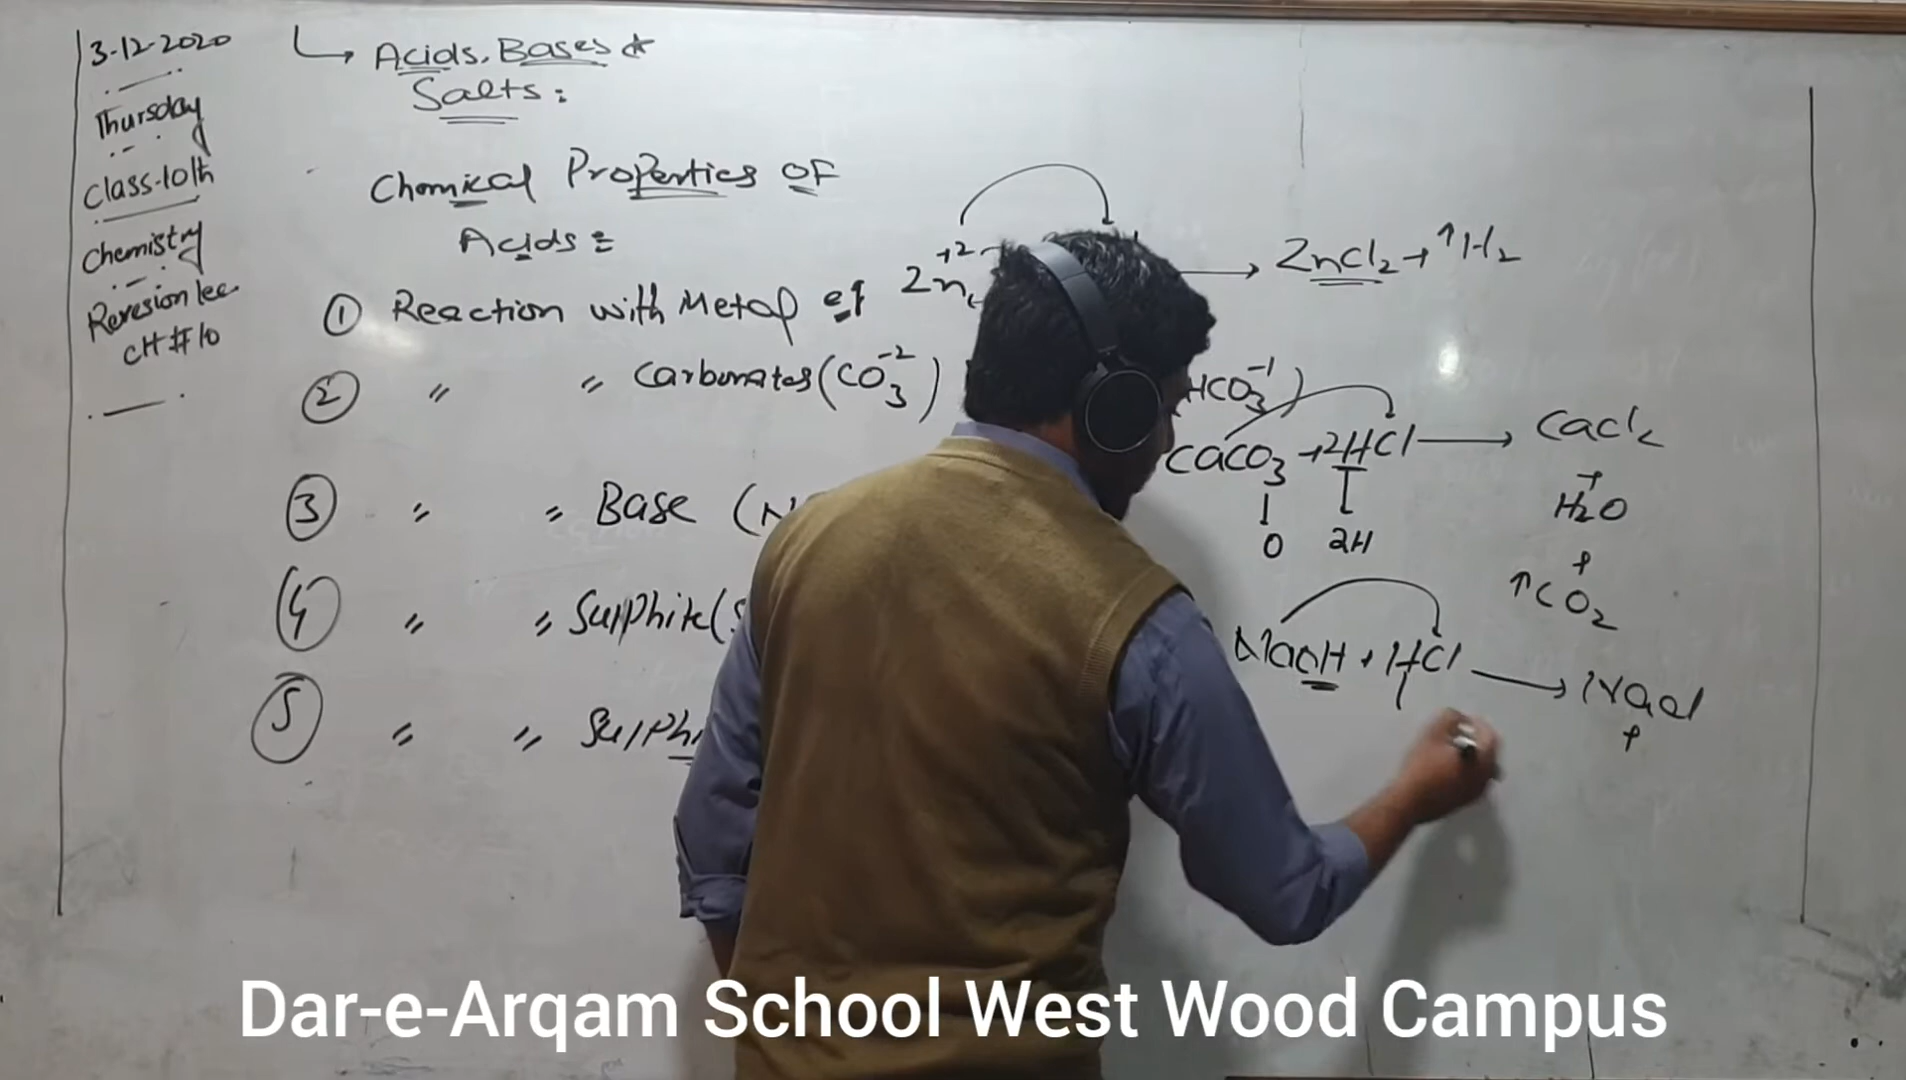 3-12-2020
Thursday
Class-10th
Chemistry
Revesion lec
CH # 10
Acids, Bases &
Salts:
Chemical Properties OF
Acids:
① Reaction with Metal
+2
Zn
→ ZnCl₂ + ↑H₂
② " " Carbonates (CO₃⁻²)
HCO₃⁻¹)
CaCO₃ + 2HCl → CaCl₂
+
H₂O
+
↑CO₂
O 2H
③ " " Base (N
④ " " Sulphite (S
NaOH + HCl → NaCl
+
⑤ " " Sulphi
Dar-e-Arqam School West Wood Campus